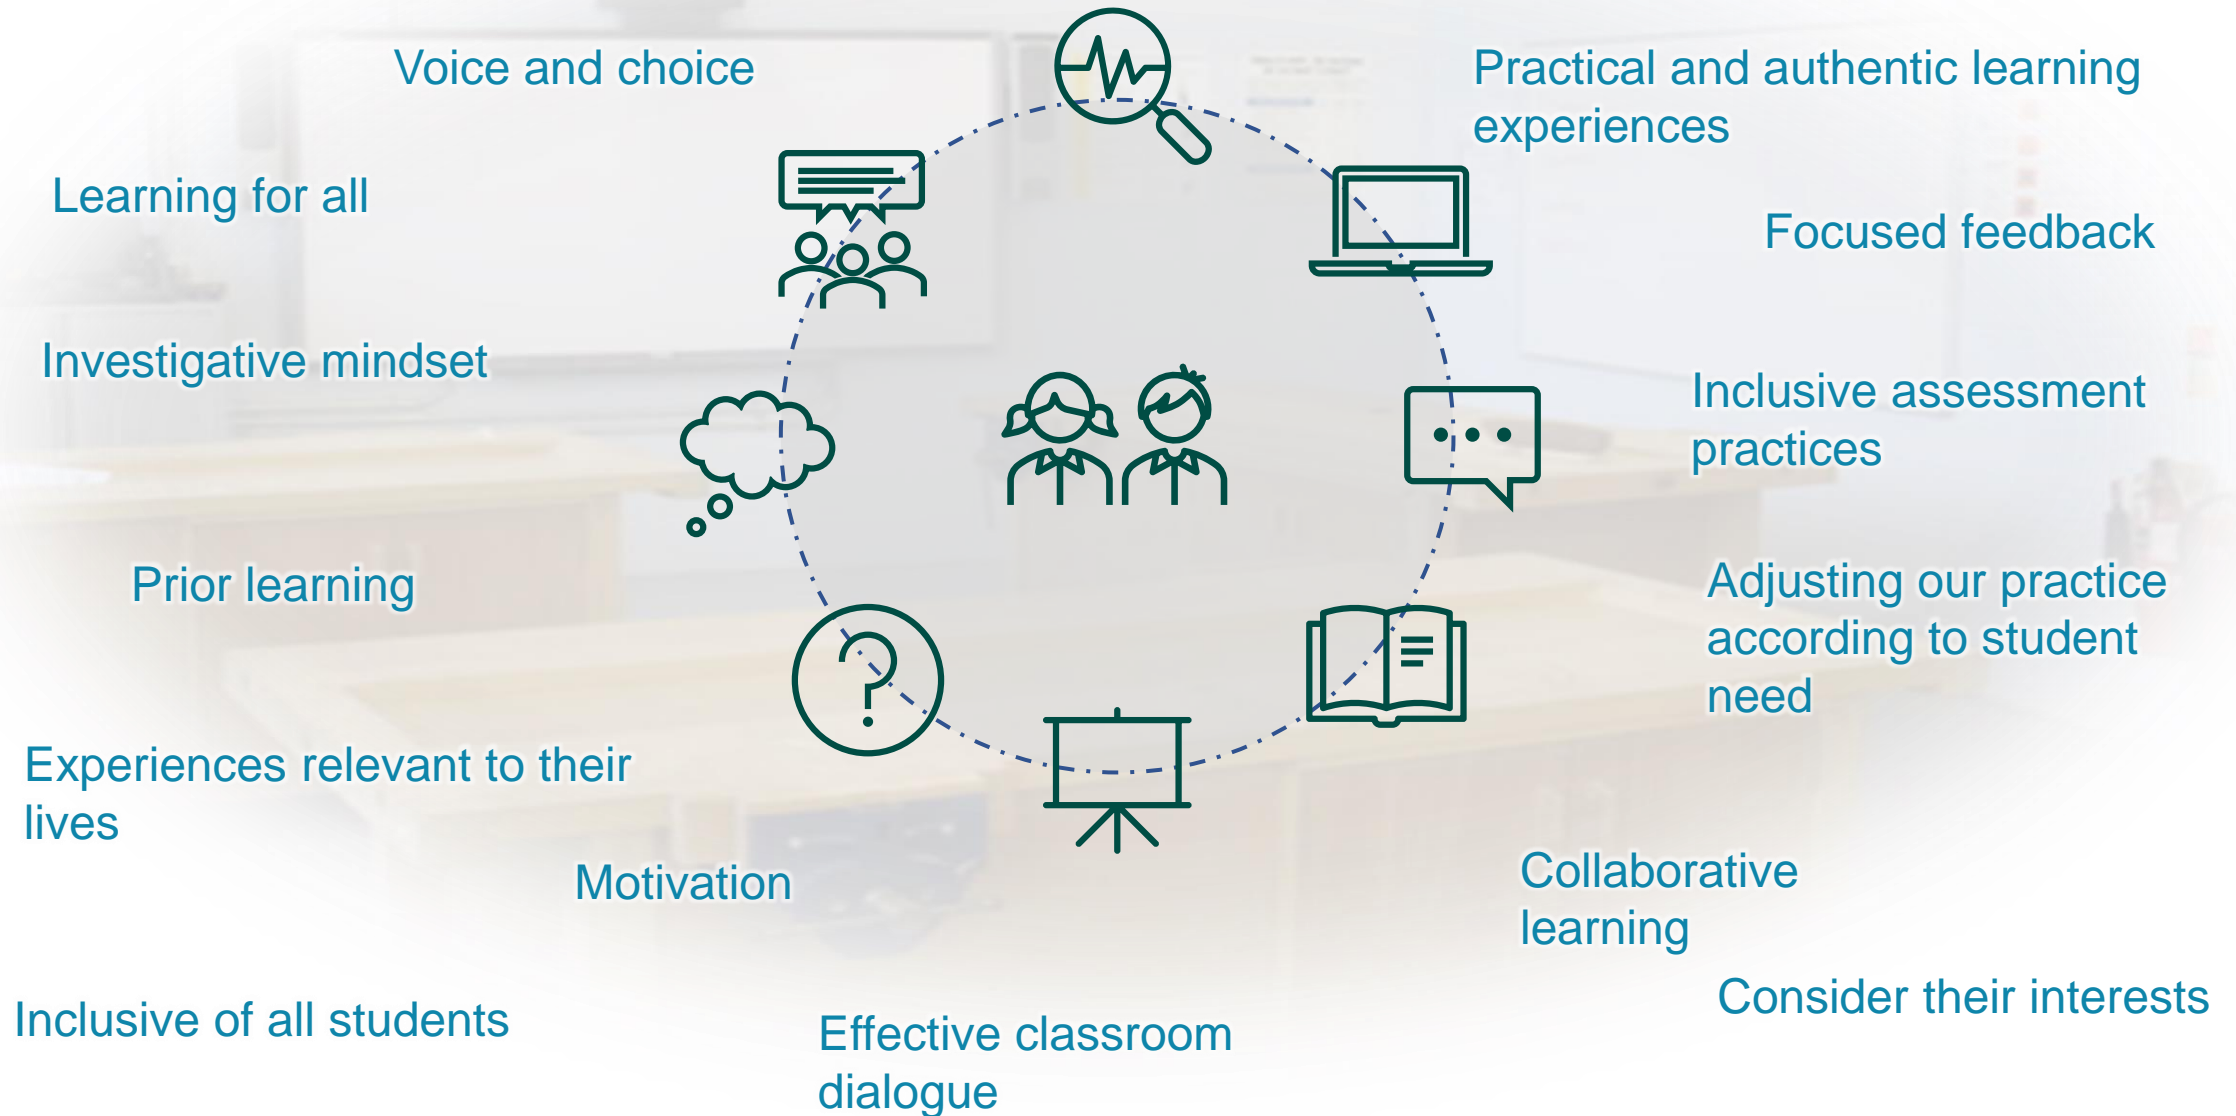 Voice and choice
Practical and authentic learning
experiences
Learning for all
Focused feedback
Investigative mindset
Inclusive assessment
practices
Prior learning
Adjusting our practice
according to student
need
Experiences relevant to their
lives
Motivation
Collaborative
learning
Consider their interests
Inclusive of all students
Effective classroom
dialogue